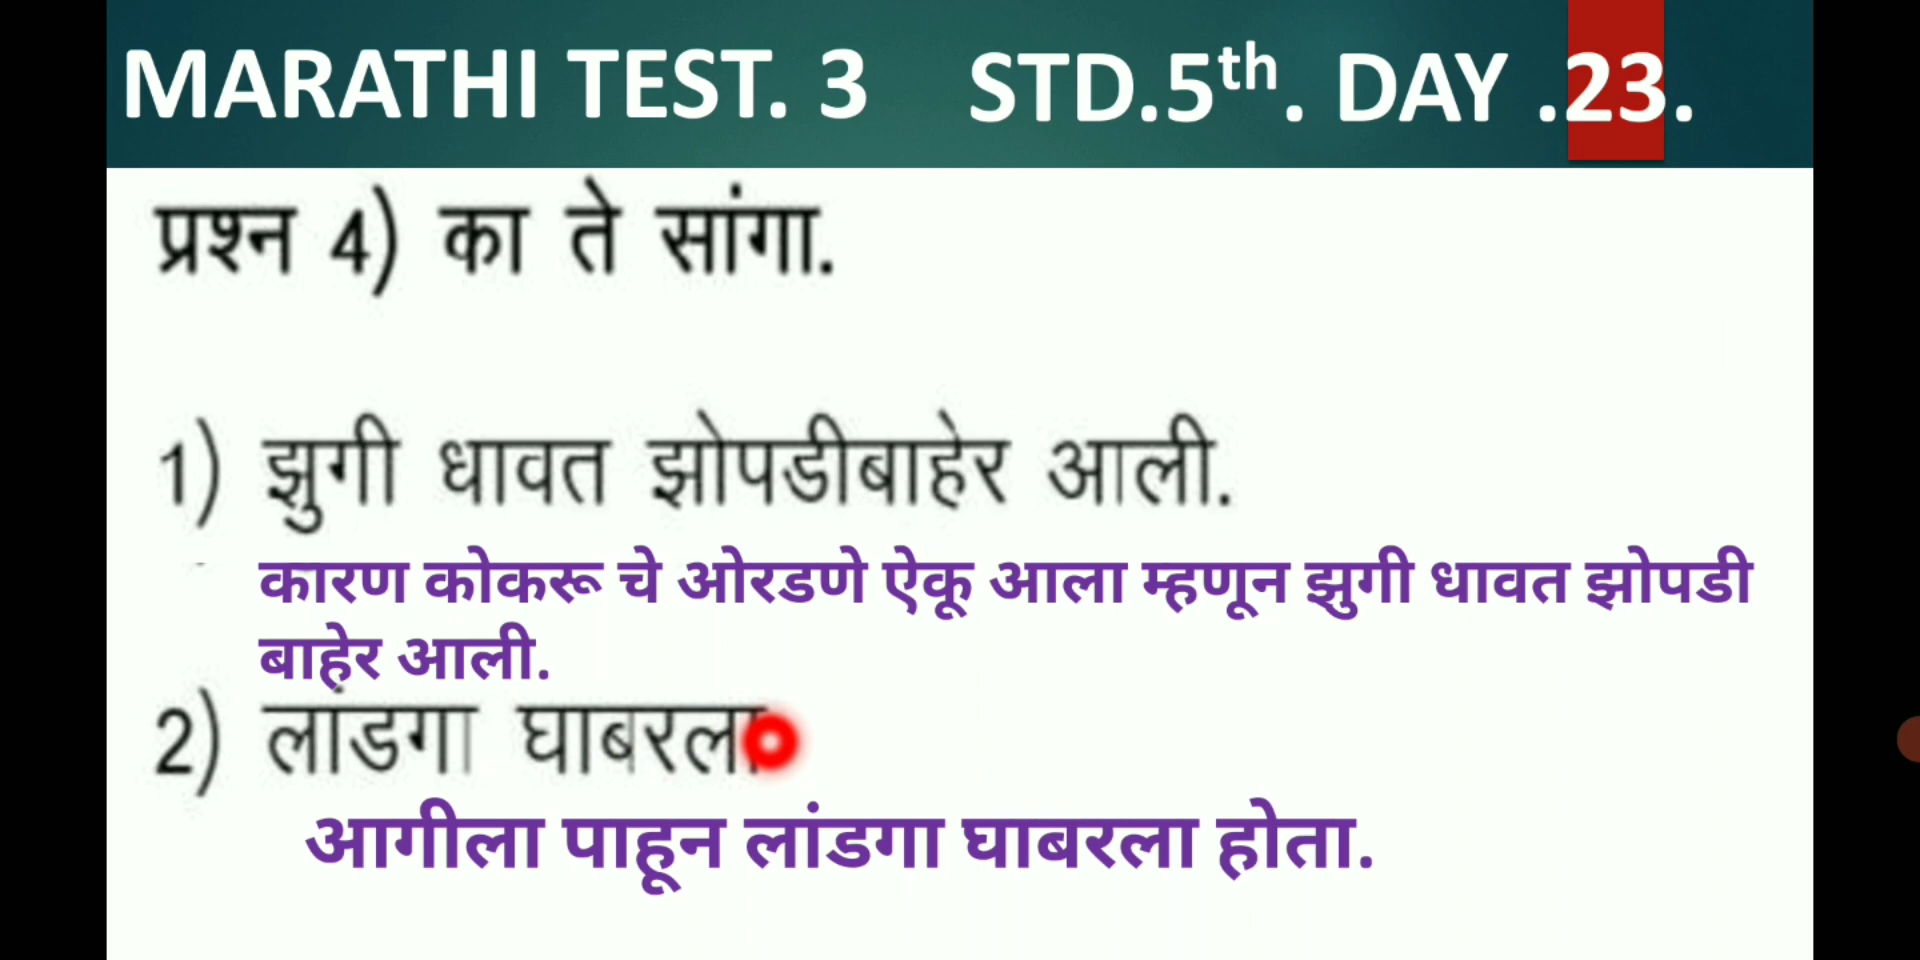 MARATHI TEST. 3 STD.5th. DAY .23.
प्रश्न 4) का ते सांगा.
1) झुगी धावत झोपडीबाहेर आली.
कारण कोकरू चे ओरडणे ऐकू आला म्हणून झुगी धावत झोपडी
बाहेर आली.
2) लांडगा घाबरला
आगीला पाहून लांडगा घाबरला होता.